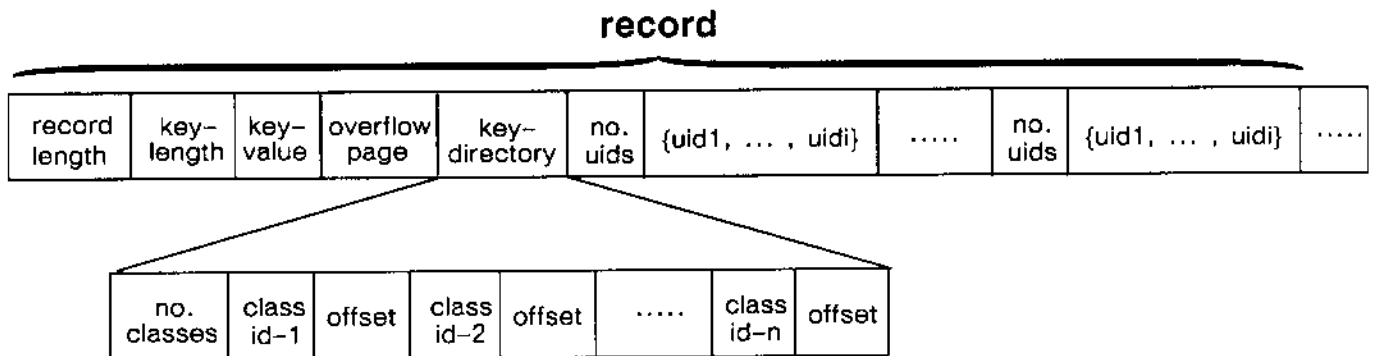 record
record length
key-length
key-value
overflow page
key-directory
no. uids
{uid1, ... , uidi}
.....
no. uids
{uid1, ... , uidi}
.....
no. classes
class id-1
offset
class id-2
offset
.....
class id-n
offset